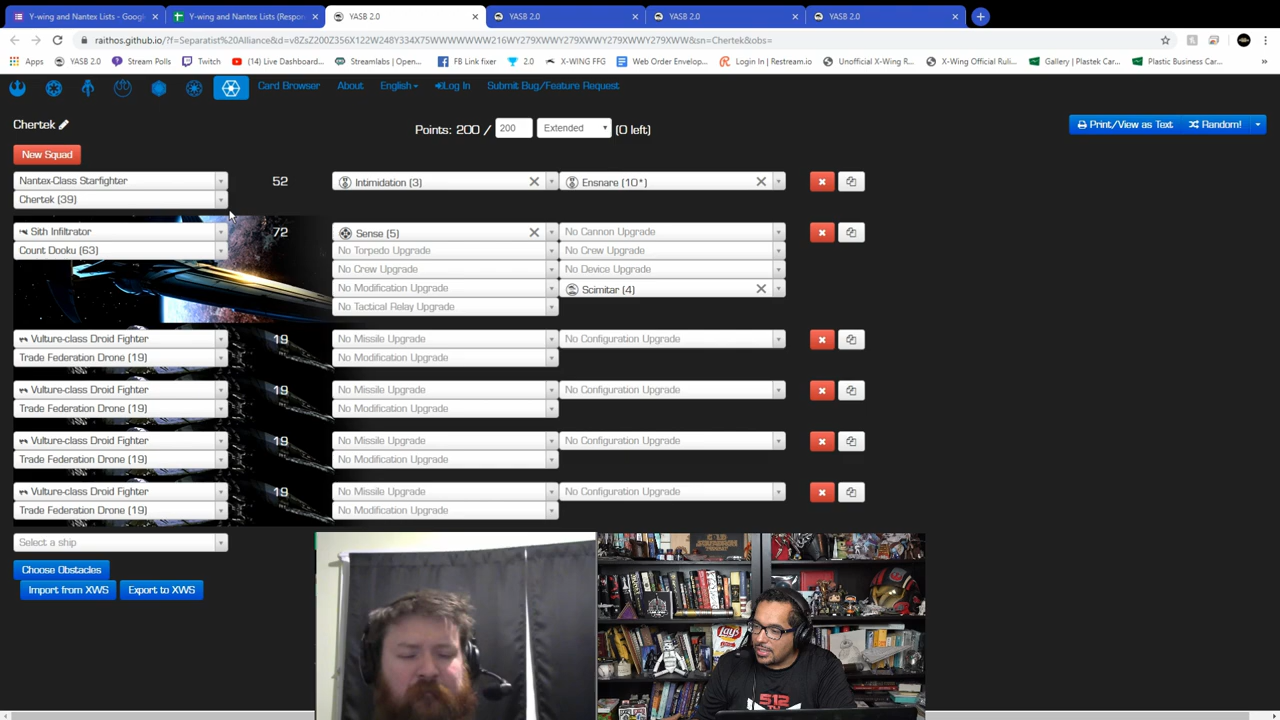 Y-wing and Nantex Lists - Googl
Y-wing and Nantex Lists (Respon
YASB 2.0
YASB 2.0
YASB 2.0
YASB 2.0
raithos.github.io/?f=Separatist%20Alliance&d=v8ZsZ200Z356X122W248Y334X75WWWWWWW216WY279XWWY279XWWY279XWWY279XWW&sn=Chertek&obs=
Apps
YASB 2.0
Stream Polls
Twitch
(14) Live Dashboard...
Streamlabs | Open...
FB Link fixer
2.0
X-WING FFG
Web Order Envelop...
Log In | Restream.io
Unofficial X-Wing R...
X-Wing Official Ruli...
Gallery | Plastek Car...
Plastic Business Car...
»
Card Browser
About
English
Log In
Submit Bug/Feature Request
Chertek
Points: 200 / 200 Extended (0 left)
Print/View as Text
Random!
New Squad
Nantex-Class Starfighter
52
Intimidation (3)
Ensnare (10*)
Chertek (39)
Sith Infiltrator
72
Sense (5)
No Cannon Upgrade
Count Dooku (63)
No Torpedo Upgrade
No Crew Upgrade
No Crew Upgrade
No Device Upgrade
No Modification Upgrade
Scimitar (4)
No Tactical Relay Upgrade
Vulture-class Droid Fighter
19
No Missile Upgrade
No Configuration Upgrade
Trade Federation Drone (19)
No Modification Upgrade
Vulture-class Droid Fighter
19
No Missile Upgrade
No Configuration Upgrade
Trade Federation Drone (19)
No Modification Upgrade
Vulture-class Droid Fighter
19
No Missile Upgrade
No Configuration Upgrade
Trade Federation Drone (19)
No Modification Upgrade
Vulture-class Droid Fighter
19
No Missile Upgrade
No Configuration Upgrade
Trade Federation Drone (19)
No Modification Upgrade
Select a ship
Choose Obstacles
Import from XWS
Export to XWS
GOLD
SQUADRON
Lay's
512